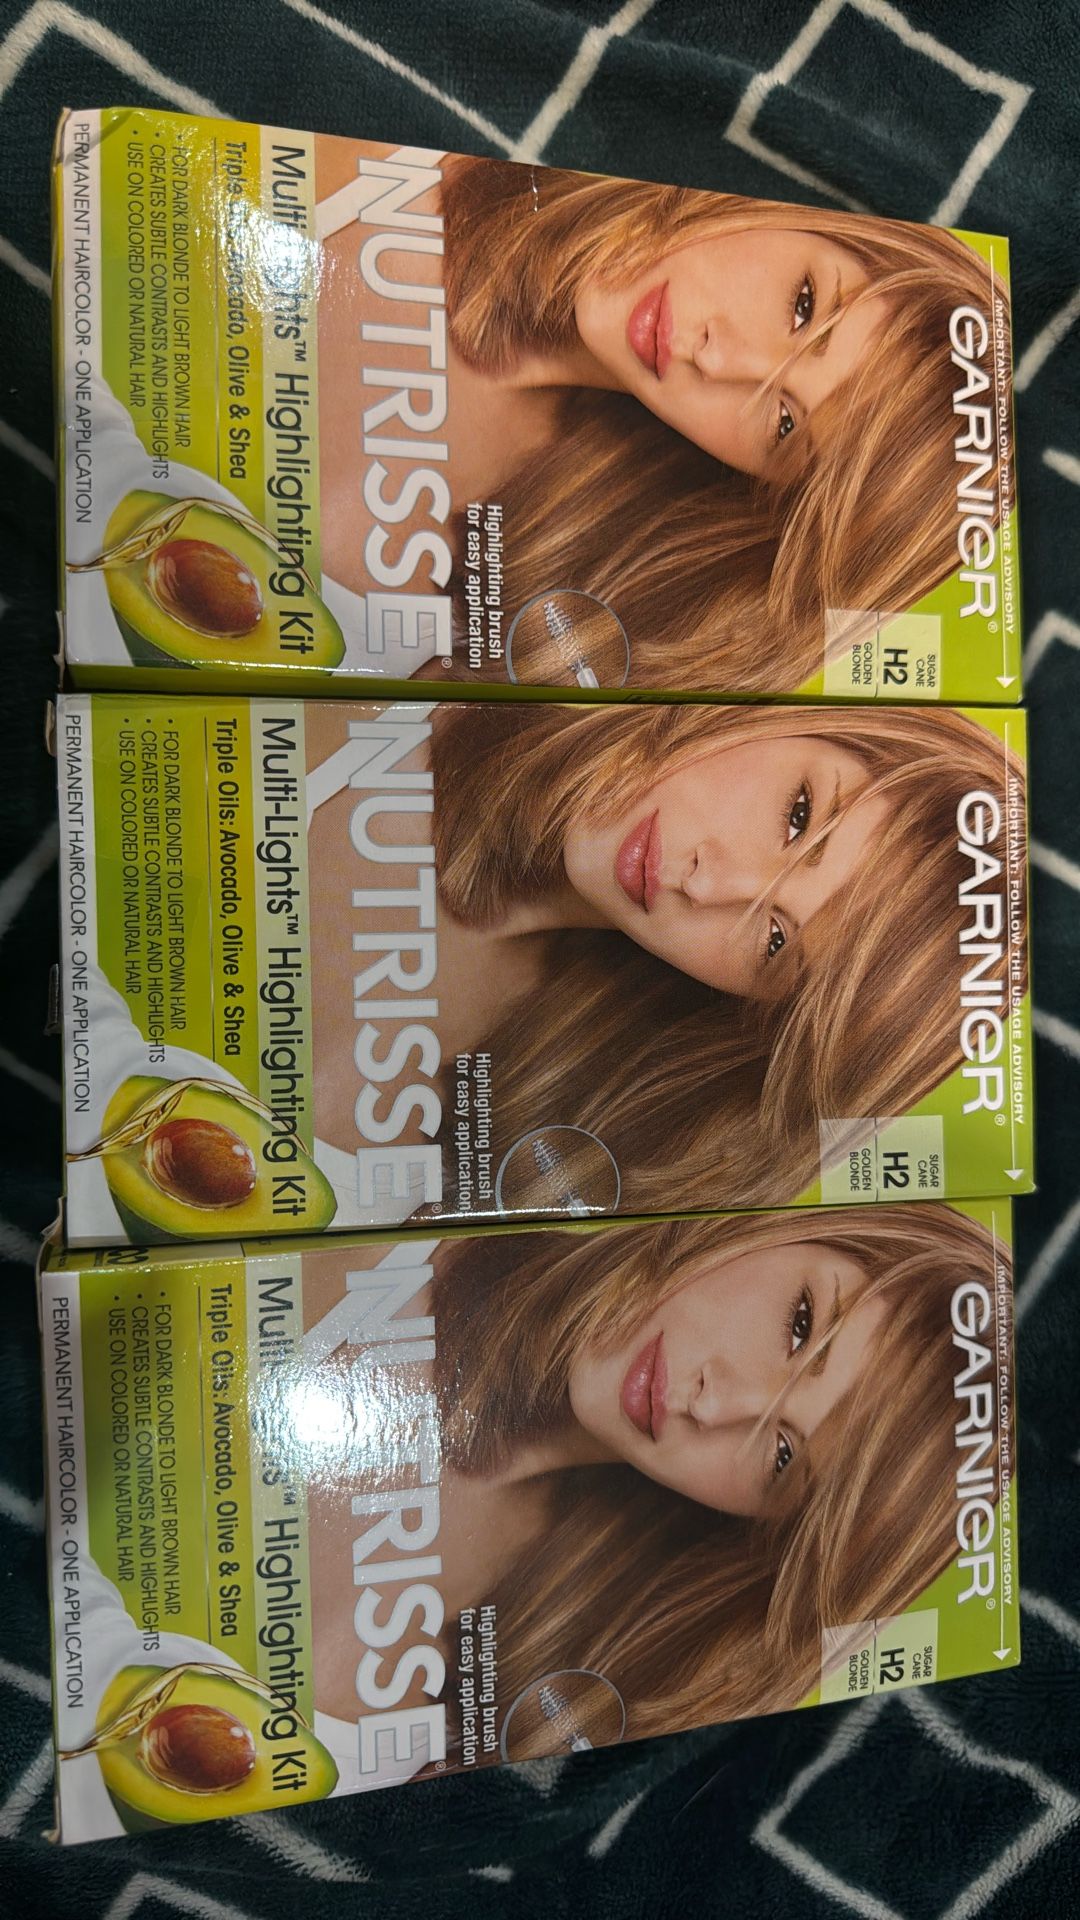 IMPORTANT: FOLLOW THE USAGE ADVISORY
GARNIER®
SUGAR
CANE
H2
GOLDEN
BLONDE
Highlighting brush
for easy application
NUTRISSE®
Multi-Lights™ Highlighting Kit
Triple Avocado, Olive & Shea
• FOR DARK BLONDE TO LIGHT BROWN HAIR
• CREATES SUBTLE CONTRASTS AND HIGHLIGHTS
• USE ON COLORED OR NATURAL HAIR
PERMANENT HAIRCOLOR - ONE APPLICATION
IMPORTANT: FOLLOW THE USAGE ADVISORY
GARNIER®
SUGAR
CANE
H2
GOLDEN
BLONDE
Highlighting brush
for easy application
NUTRISSE®
Multi-Lights™ Highlighting Kit
Triple Oils: Avocado, Olive & Shea
• FOR DARK BLONDE TO LIGHT BROWN HAIR
• CREATES SUBTLE CONTRASTS AND HIGHLIGHTS
• USE ON COLORED OR NATURAL HAIR
PERMANENT HAIRCOLOR - ONE APPLICATION
IMPORTANT: FOLLOW THE USAGE ADVISORY
GARNIER®
SUGAR
CANE
H2
GOLDEN
BLONDE
Highlighting brush
for easy application
NUTRISSE®
Highlighting Kit
Triple Oils: Avocado, Olive & Shea
• FOR DARK BLONDE TO LIGHT BROWN HAIR
• CREATES SUBTLE CONTRASTS AND HIGHLIGHTS
• USE ON COLORED OR NATURAL HAIR
PERMANENT HAIRCOLOR - ONE APPLICATION